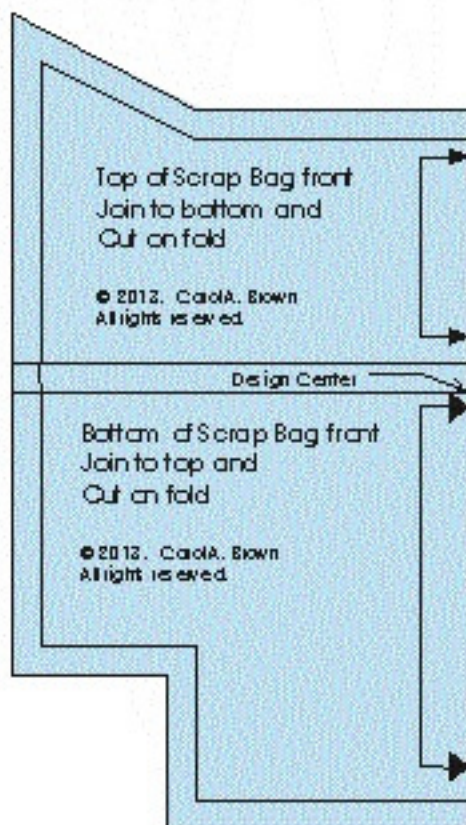 Top of Scrap Bag front
Join to bottom and
Cut on fold
© 2013. Carol A. Brown
All rights reserved.
Design Center
Bottom of Scrap Bag front
Join to top and
Cut on fold
© 2013. Carol A. Brown
All right reserved.